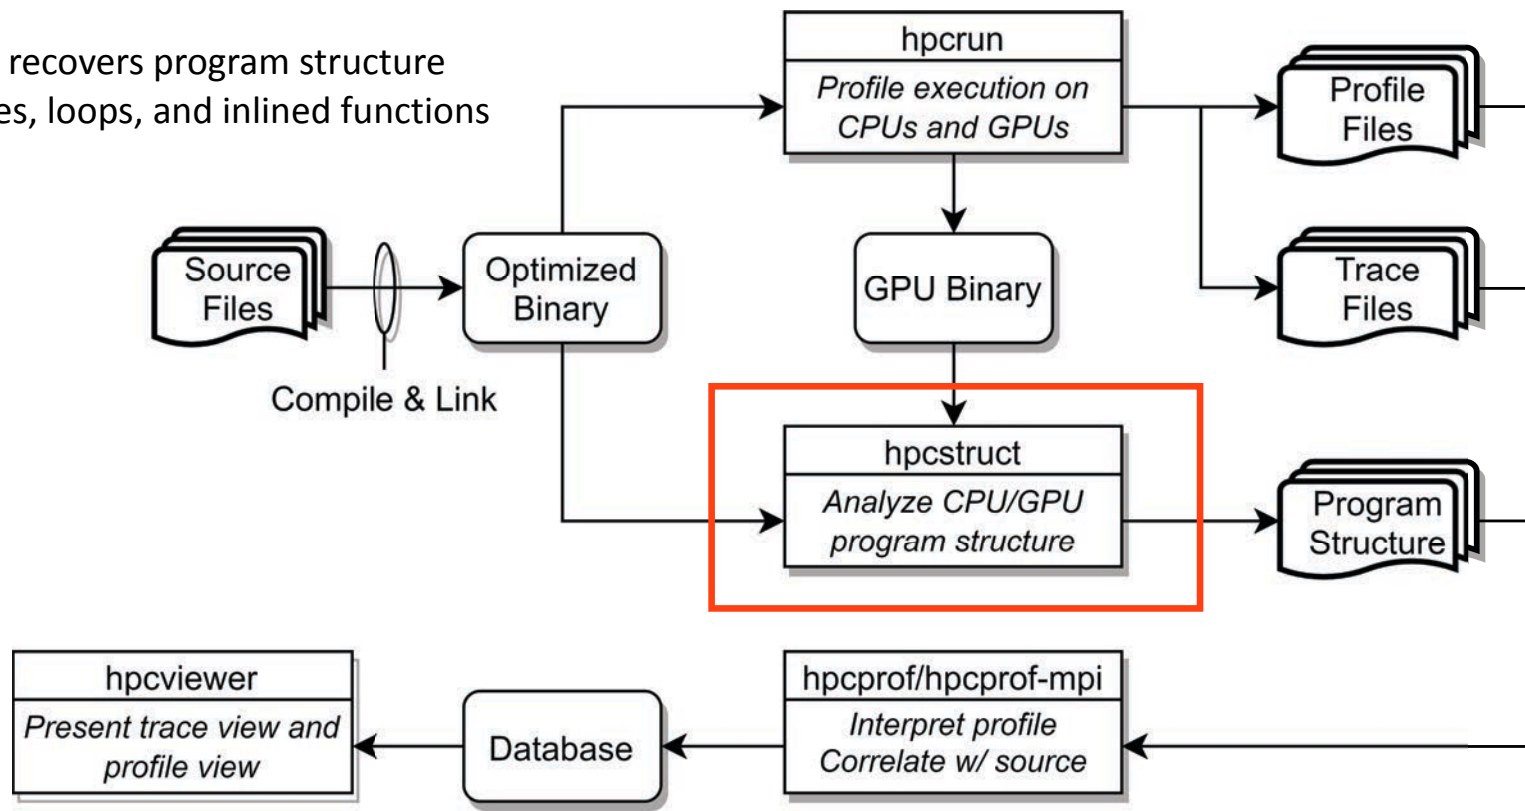 recovers program structure
es, loops, and inlined functions
hpcrun
Profile execution on
CPUs and GPUs
Profile
Files
Source
Files
Optimized
Binary
GPU Binary
Trace
Files
Compile & Link
hpcstruct
Analyze CPU/GPU
program structure
Program
Structure
hpcviewer
Present trace view and
profile view
Database
hpcprof/hpcprof-mpi
Interpret profile
Correlate w/ source